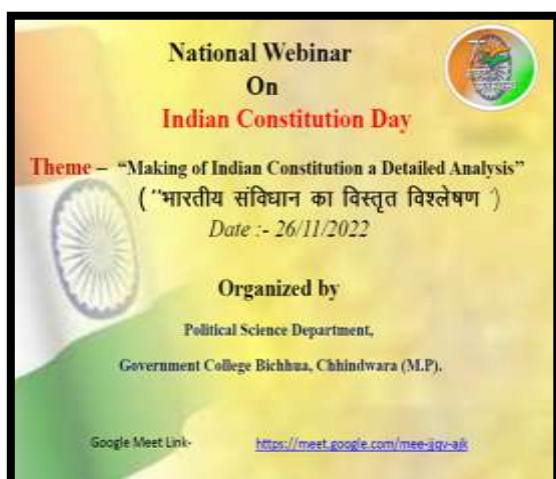 National Webinar
On
Indian Constitution Day
Theme – “Making of Indian Constitution a Detailed Analysis”
(“भारतीय संविधान का विस्तृत विश्लेषण ")
Date :- 26/11/2022
Organized by
Political Science Department,
Government College Bichhua, Chhindwara (M.P).
Google Meet Link- https://meet.google.com/mee-jjqv-ajk